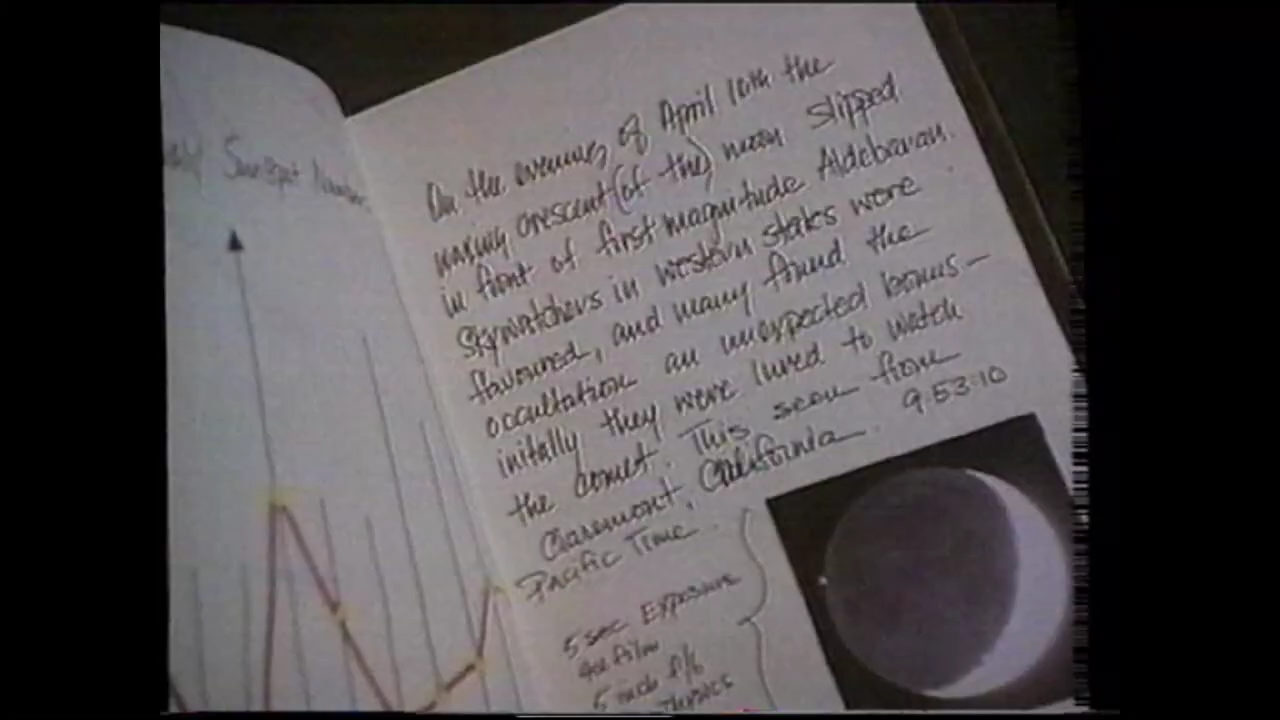 Sunspot
On the evening of April 10th the
waxing crescent (of the) moon slipped
in front of first magnitude Aldebaran.
Skywatchers in western states were
favoured, and many found the
occultation an unexpected bonus –
initally they were lured to watch
the comet. This seen from
Claremont, California. 9:53:10
Pacific Time.
5 sec Exposure
film
5 inch f/6